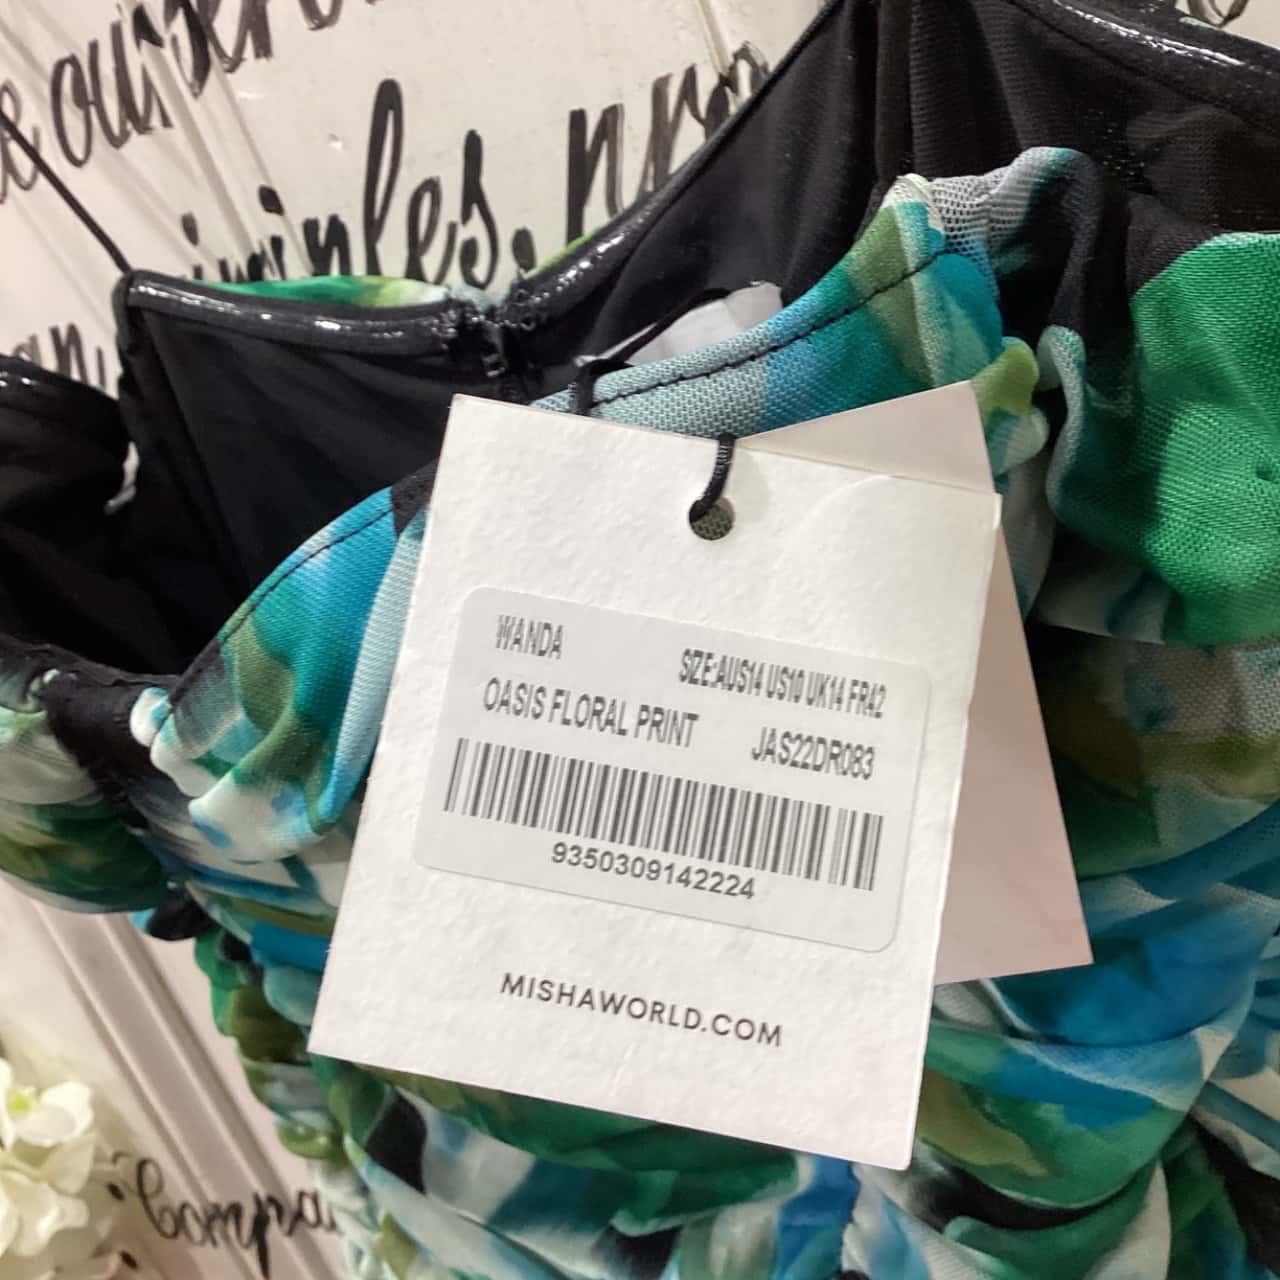 WANDA
SIZE:AUS14 US10 UK14 FR42
OASIS FLORAL PRINT
JAS22DR083
9350309142224
MISHAWORLD.COM